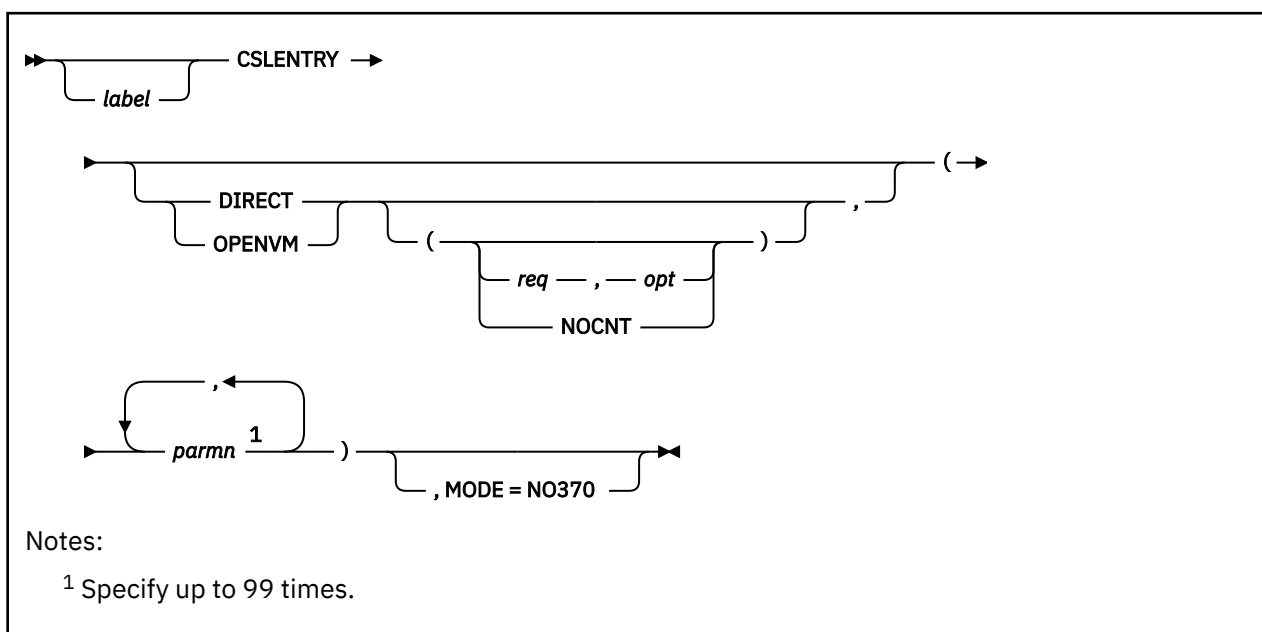 CSLENTRY
label
(
DIRECT
,
OPENVM
(
)
req , opt
NOCNT
,
parmn 1
)
, MODE = NO370
Notes:
1 Specify up to 99 times.